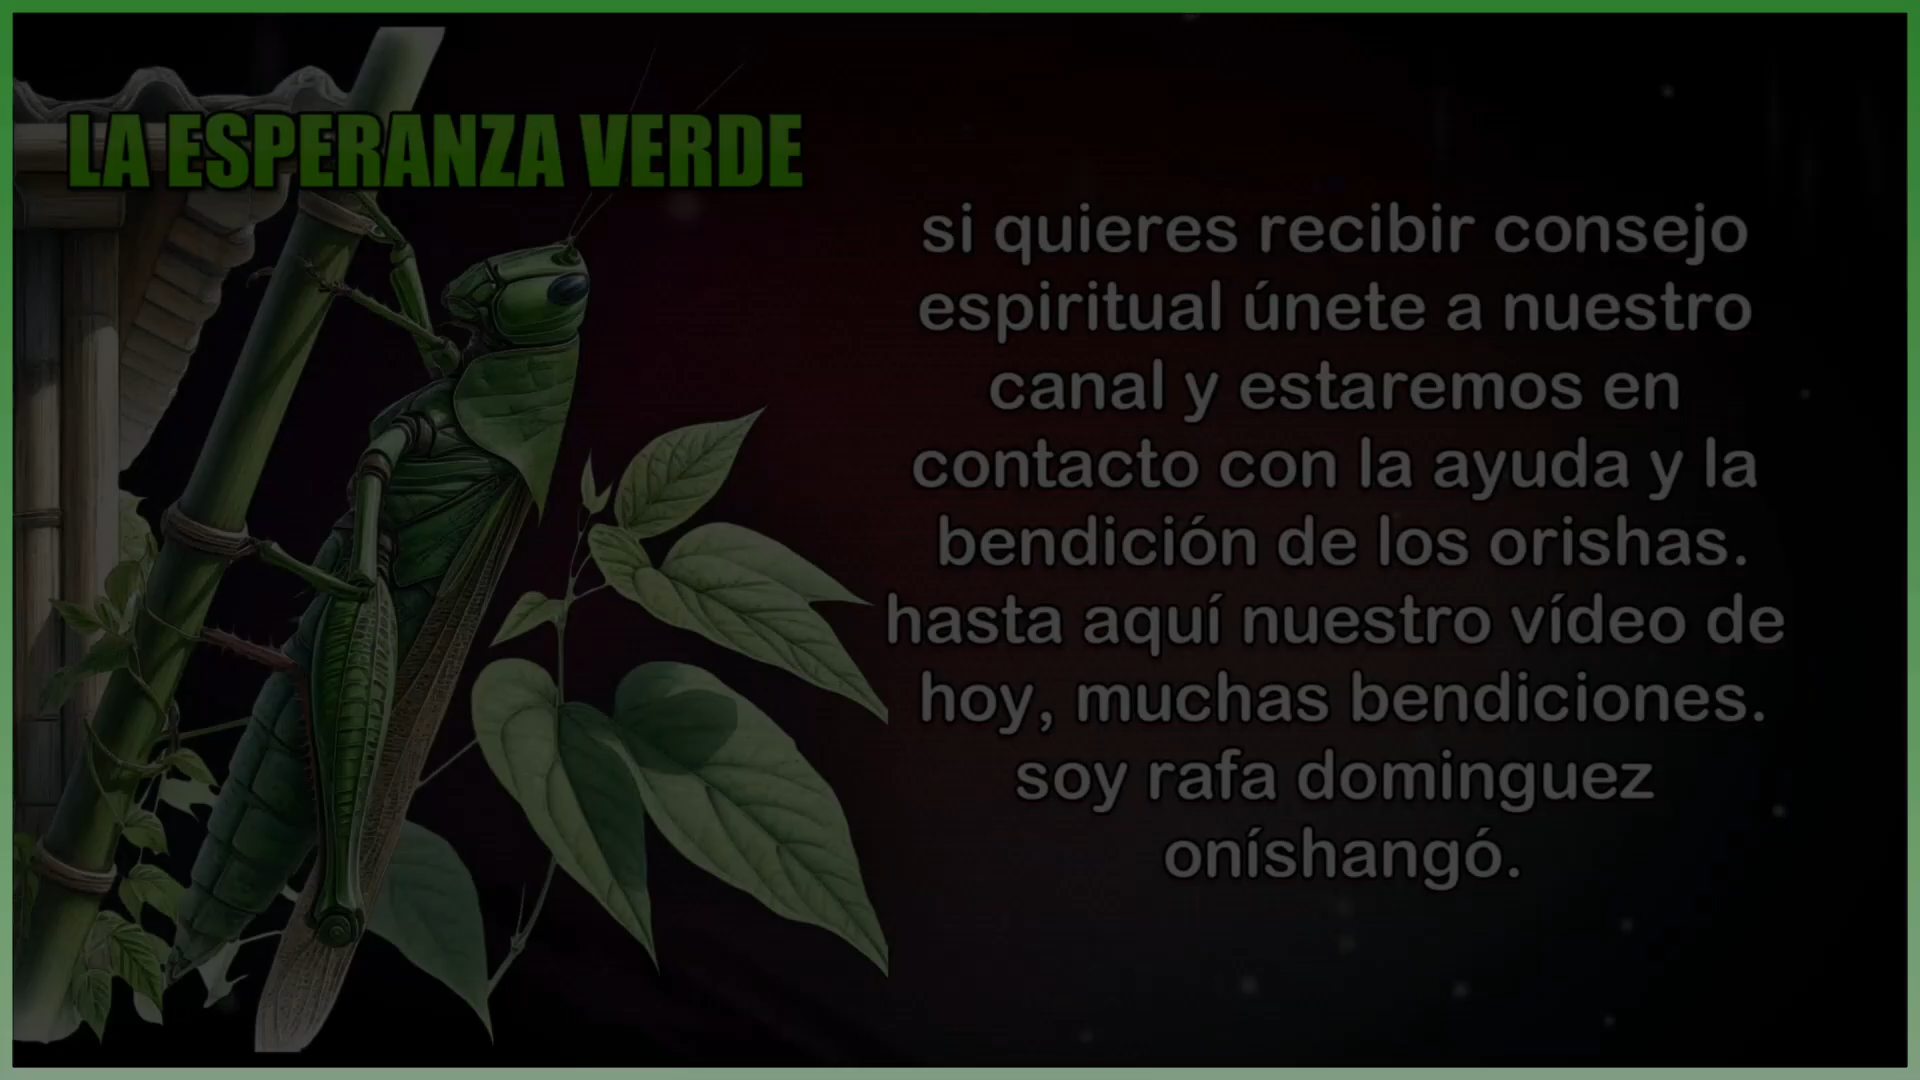 LA ESPERANZA VERDE
si quieres recibir consejo
espiritual únete a nuestro
canal y estaremos en
contacto con la ayuda y la
bendición de los orishas.
hasta aquí nuestro vídeo de
hoy, muchas bendiciones.
soy rafa dominguez
oníshangó.